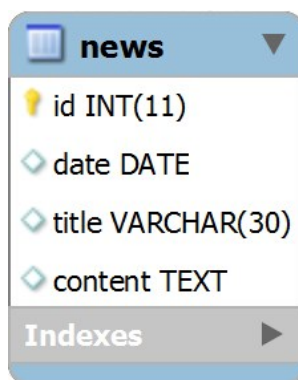 news
id INT(11)
date DATE
title VARCHAR(30)
content TEXT
Indexes